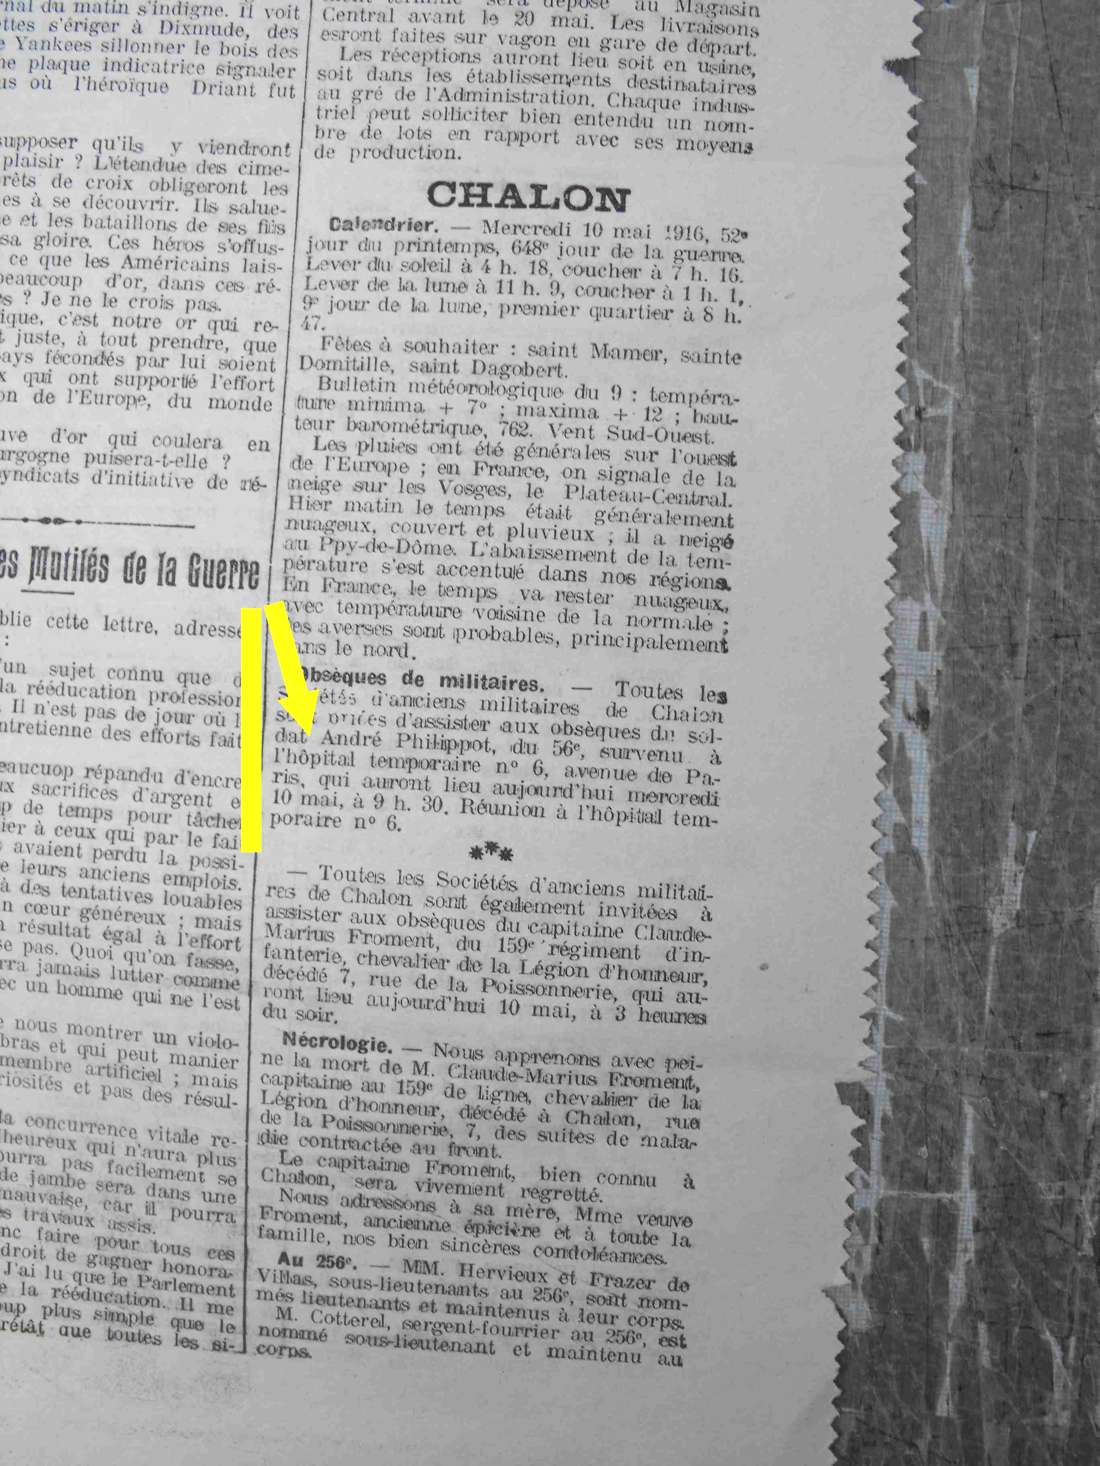 rnal du matin s'indigne. Il voit
ettes s'ériger à Dixmude, des
e Yankees sillonner le bois des
ne plaque indicatrice signaler
us où l'héroïque Driant fut
supposer qu'ils y viendront
plaisir ? L'étendue des cime-
rêts de croix obligeront les
es à se découvrir. Ils salue-
e et les bataillons de ses fils
sa gloire. Ces héros s'offus-
ce que les Américains lais-
beaucoup d'or, dans ces ré-
s ? Je ne le crois pas.
ique, c'est notre or qui re-
t juste, à tout prendre, que
ays fécondés par lui soient
x qui ont supporté l'effort
on de l'Europe, du monde
uve d'or qui coulera en
urgogne puisera-t-elle ?
syndicats d'initiative de ré-
es Mutilés de la Guerre
blie cette lettre, adressé
:
'un sujet connu que d
la rééducation profession
. Il n'est pas de jour où l
ntretienne des efforts fait
eaucuop répandu d'encre
ux sacrifices d'argent e
p de temps pour tâcher
ier à ceux qui par le fai
avaient perdu la possi-
e leurs anciens emplois.
à des tentatives louables
n cœur généreux ; mais
résultat égal à l'effort
se pas. Quoi qu'on fasse,
rra jamais lutter comme
ec un homme qui ne l'est
e nous montrer un violo-
bras et qui peut manier
membre artificiel ; mais
riosités et pas des résul-
la concurrence vitale re-
heureux qui n'aura plus
ourra pas facilement se
de jambe sera dans une
mauvaise, car il pourra
s travaux assis.
nc faire pour tous ces
droit de gagner honora-
J'ai lu que le Parlement
e la rééducation. Il me
oup plus simple que le
rétât que toutes les si-
sera déposé au Magasin
Central avant le 20 mai. Les livraisons
esront faites sur vagon en gare de départ.
Les réceptions auront lieu soit en usine,
soit dans les établissements destinataires
au gré de l'Administration. Chaque indus-
triel peut solliciter bien entendu un nom-
bre de lots en rapport avec ses moyens
de production.
CHALON
Calendrier. — Mercredi 10 mai 1916, 52e
jour du printemps, 648e jour de la guerre.
Lever du soleil à 4 h. 18, coucher à 7 h. 16.
Lever de la lune à 11 h. 9, coucher à 1 h. 1,
9e jour de la lune, premier quartier à 8 h.
47.
Fêtes à souhaiter : saint Mamer, sainte
Domitille, saint Dagobert.
Bulletin météorologique du 9 : tempéra-
ture minima + 7° ; maxima + 12 ; hau-
teur barométrique, 762. Vent Sud-Ouest.
Les pluies ont été générales sur l'ouest
de l'Europe ; en France, on signale de la
neige sur les Vosges, le Plateau-Central.
Hier matin le temps était généralement
nuageux, couvert et pluvieux ; il a neigé
au Ppy-de-Dôme. L'abaissement de la tem-
pérature s'est accentulé dans nos régions.
En France, le temps va rester nuageux,
avec température voisine de la normale ;
des averses sont probables, principalement
dans le nord.
Obsèques de militaires. — Toutes les
Sociétés d'anciens militaires de Chalon
sont priées d'assister aux obsèques du sol-
dat André Philippot, du 56e, survenu à
l'hôpital temporaire n° 6, avenue de Pa-
ris, qui auront lieu aujourd'hui mercredi
10 mai, à 9 h. 30. Réunion à l'hôpital tem-
poraire n° 6.
***
— Toutes les Sociétés d'anciens militai-
res de Chalon sont également invitées à
assister aux obsèques du capitaine Claude-
Marius Froment, du 159e régiment d'in-
fanterie, chevalier de la Légion d'honneur,
décédé 7, rue de la Poissonnerie, qui au-
ront lieu aujourd'hui 10 mai, à 3 heures
du soir.
Nécrologie. — Nous apprenons avec pei-
ne la mort de M. Claude-Marius Froment,
capitaine au 159e de ligne, chevalier de la
Légion d'honneur, décédé à Chalon, rue
de la Poissonnerie, 7, des suites de mala-
die contractée au front.
Le capitaine Froment, bien connu à
Chalon, sera vivement regretté.
Nous adressons à sa mère, Mme veuve
Froment, ancienne épicière et à toute la
famille, nos bien sincères condoléances.
Au 256e. — MM. Hervieux et Frazer de
Villas, sous-lieutenants au 256e, sont nom-
més lieutenants et maintenus à leur corps.
M. Cotterel, sergent-fourrier au 256e, est
nommé sous-lieutenant et maintenu au
corps.